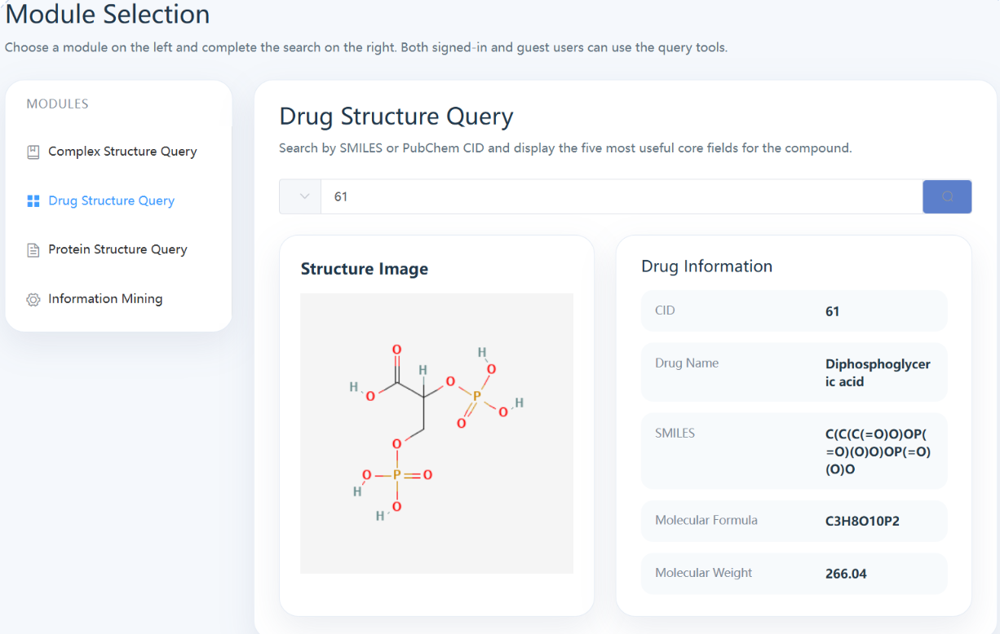 Module Selection
Choose a module on the left and complete the search on the right. Both signed-in and guest users can use the query tools.
MODULES
Complex Structure Query
Drug Structure Query
Protein Structure Query
Information Mining
Drug Structure Query
Search by SMILES or PubChem CID and display the five most useful core fields for the compound.
61
Structure Image
O
H
H
O
H
O
O
P
H
O
O
O
O
P
O
H
O
H
Drug Information
CID
61
Drug Name
Diphosphoglycer
ic acid
SMILES
C(C(C(=O)O)OP(
=O)(O)O)OP(=O)
(O)O
Molecular Formula
C3H8O10P2
Molecular Weight
266.04